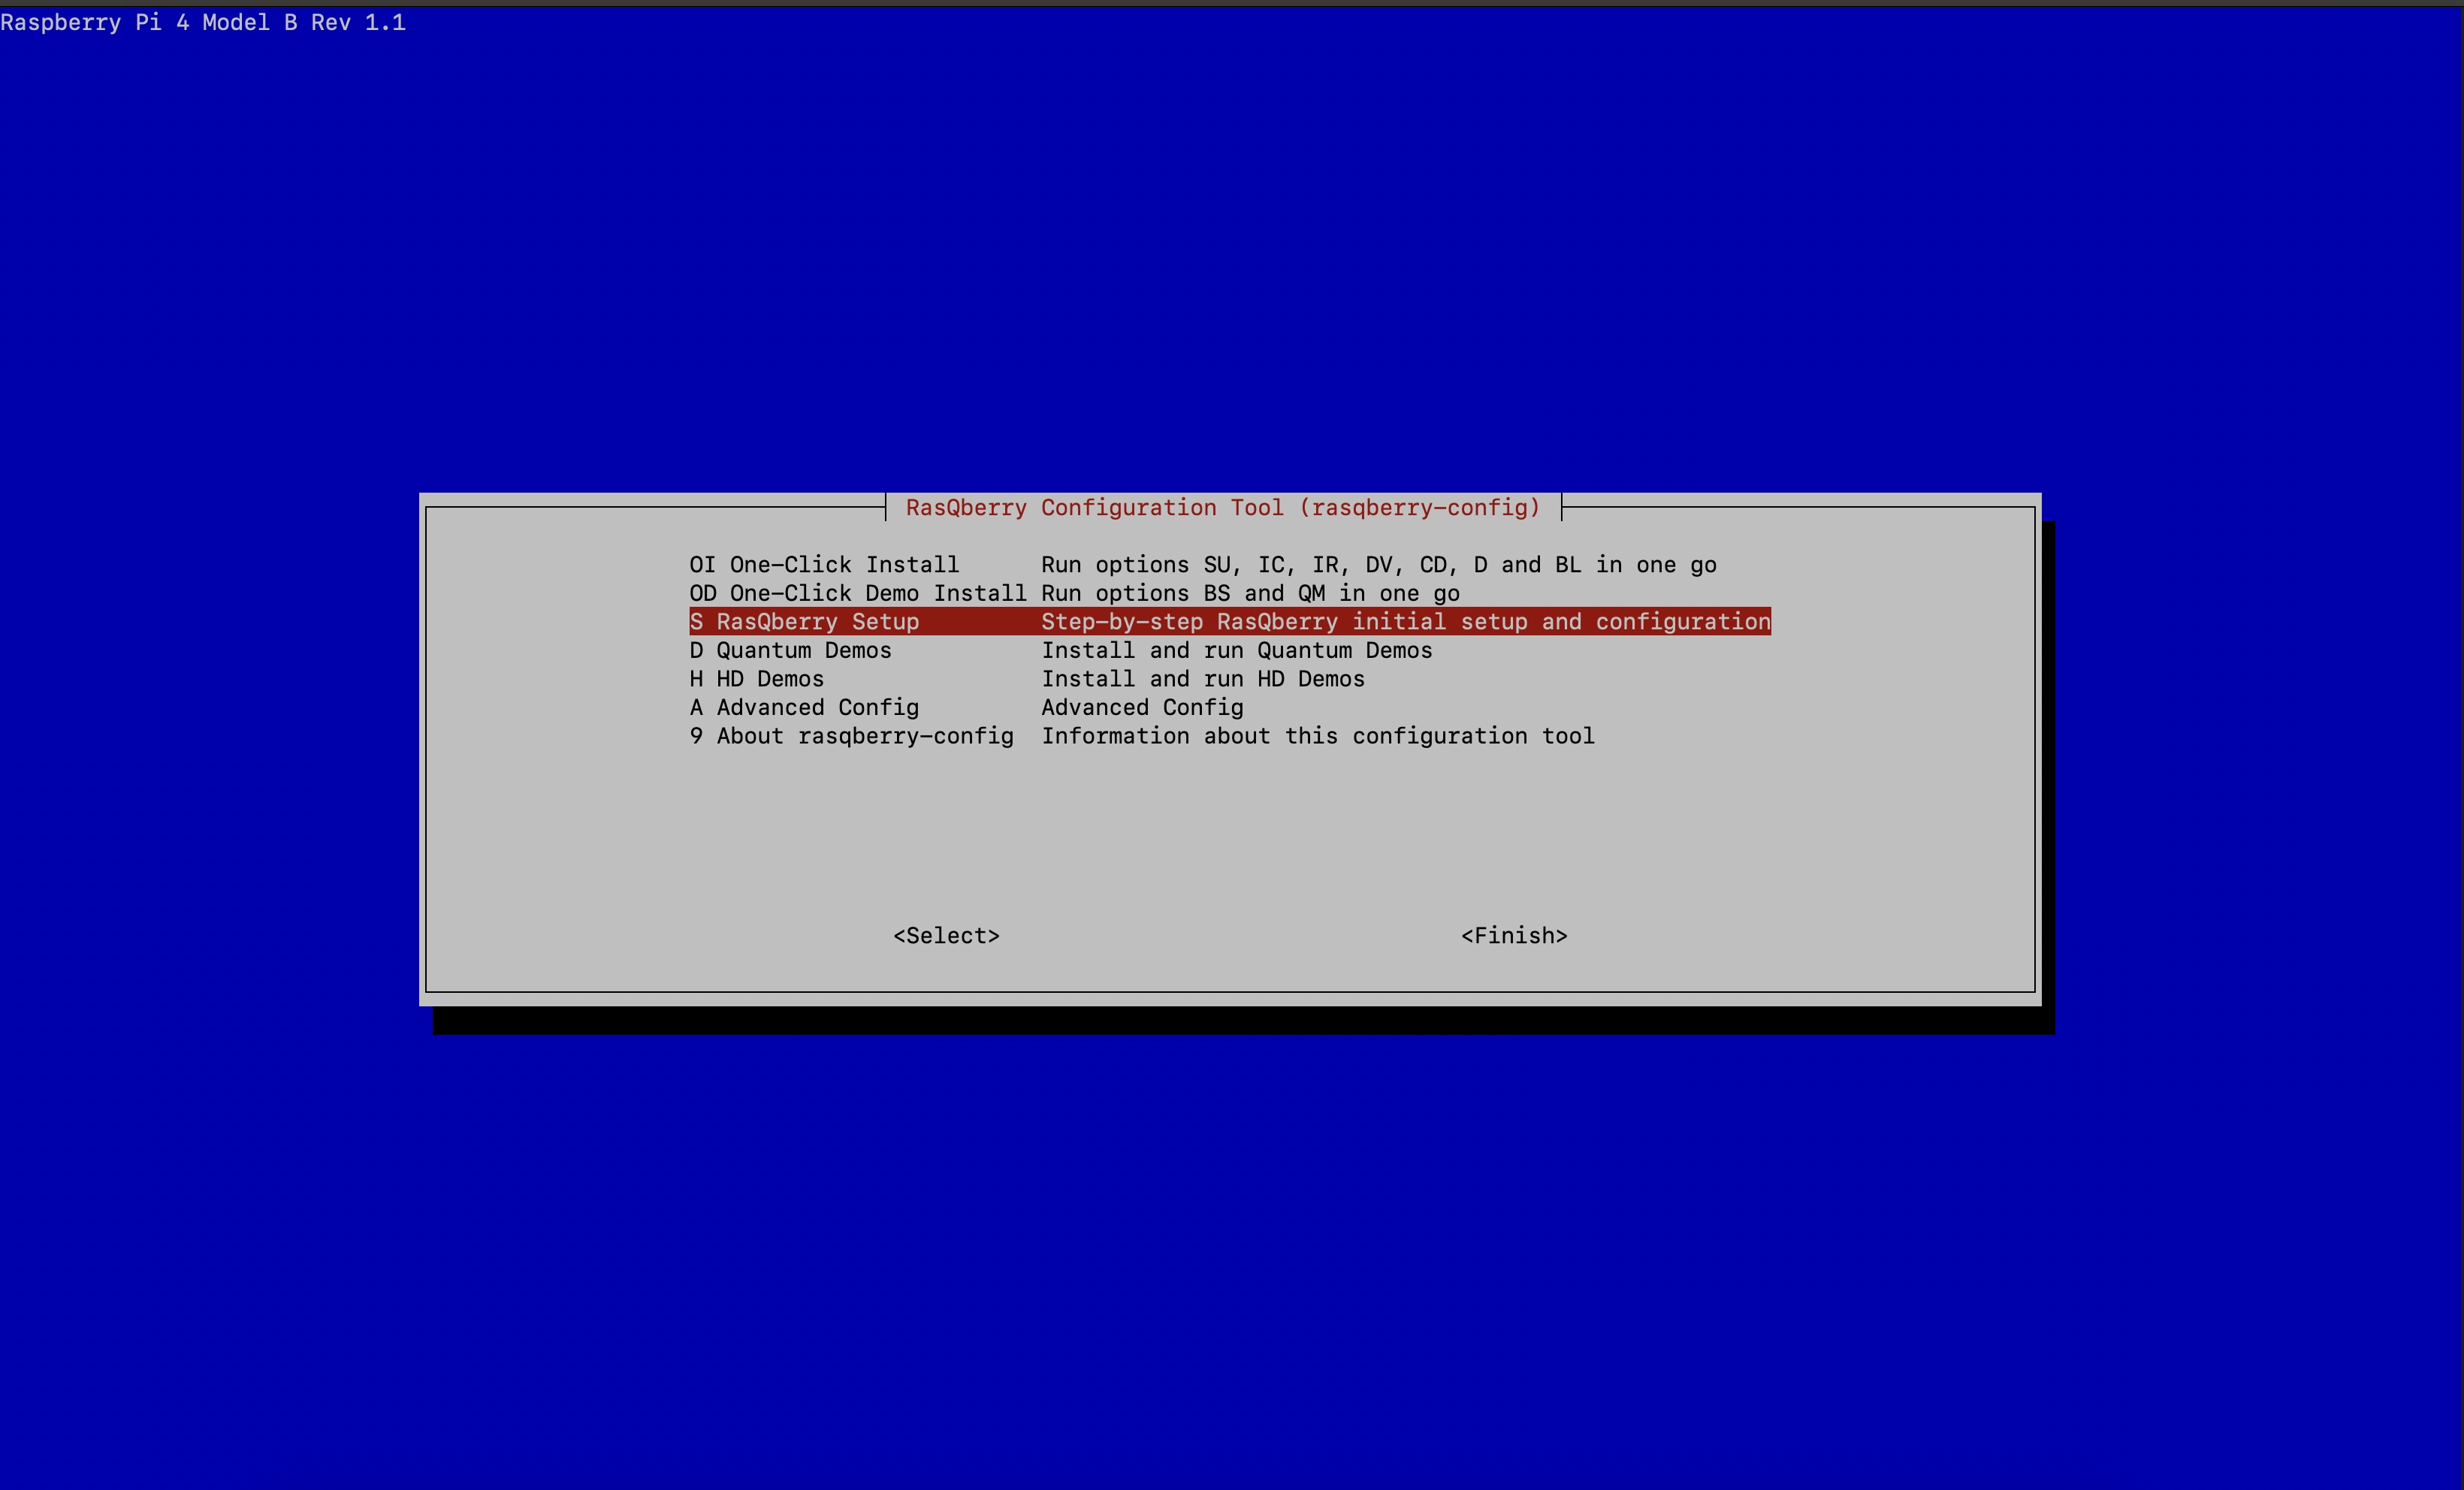 Raspberry Pi 4 Model B Rev 1.1
RasQberry Configuration Tool (rasqberry-config)
OI One-Click Install Run options SU, IC, IR, DV, CD, D and BL in one go
OD One-Click Demo Install Run options BS and QM in one go
S RasQberry Setup Step-by-step RasQberry initial setup and configuration
D Quantum Demos Install and run Quantum Demos
H HD Demos Install and run HD Demos
A Advanced Config Advanced Config
9 About rasqberry-config Information about this configuration tool
<Select> <Finish>